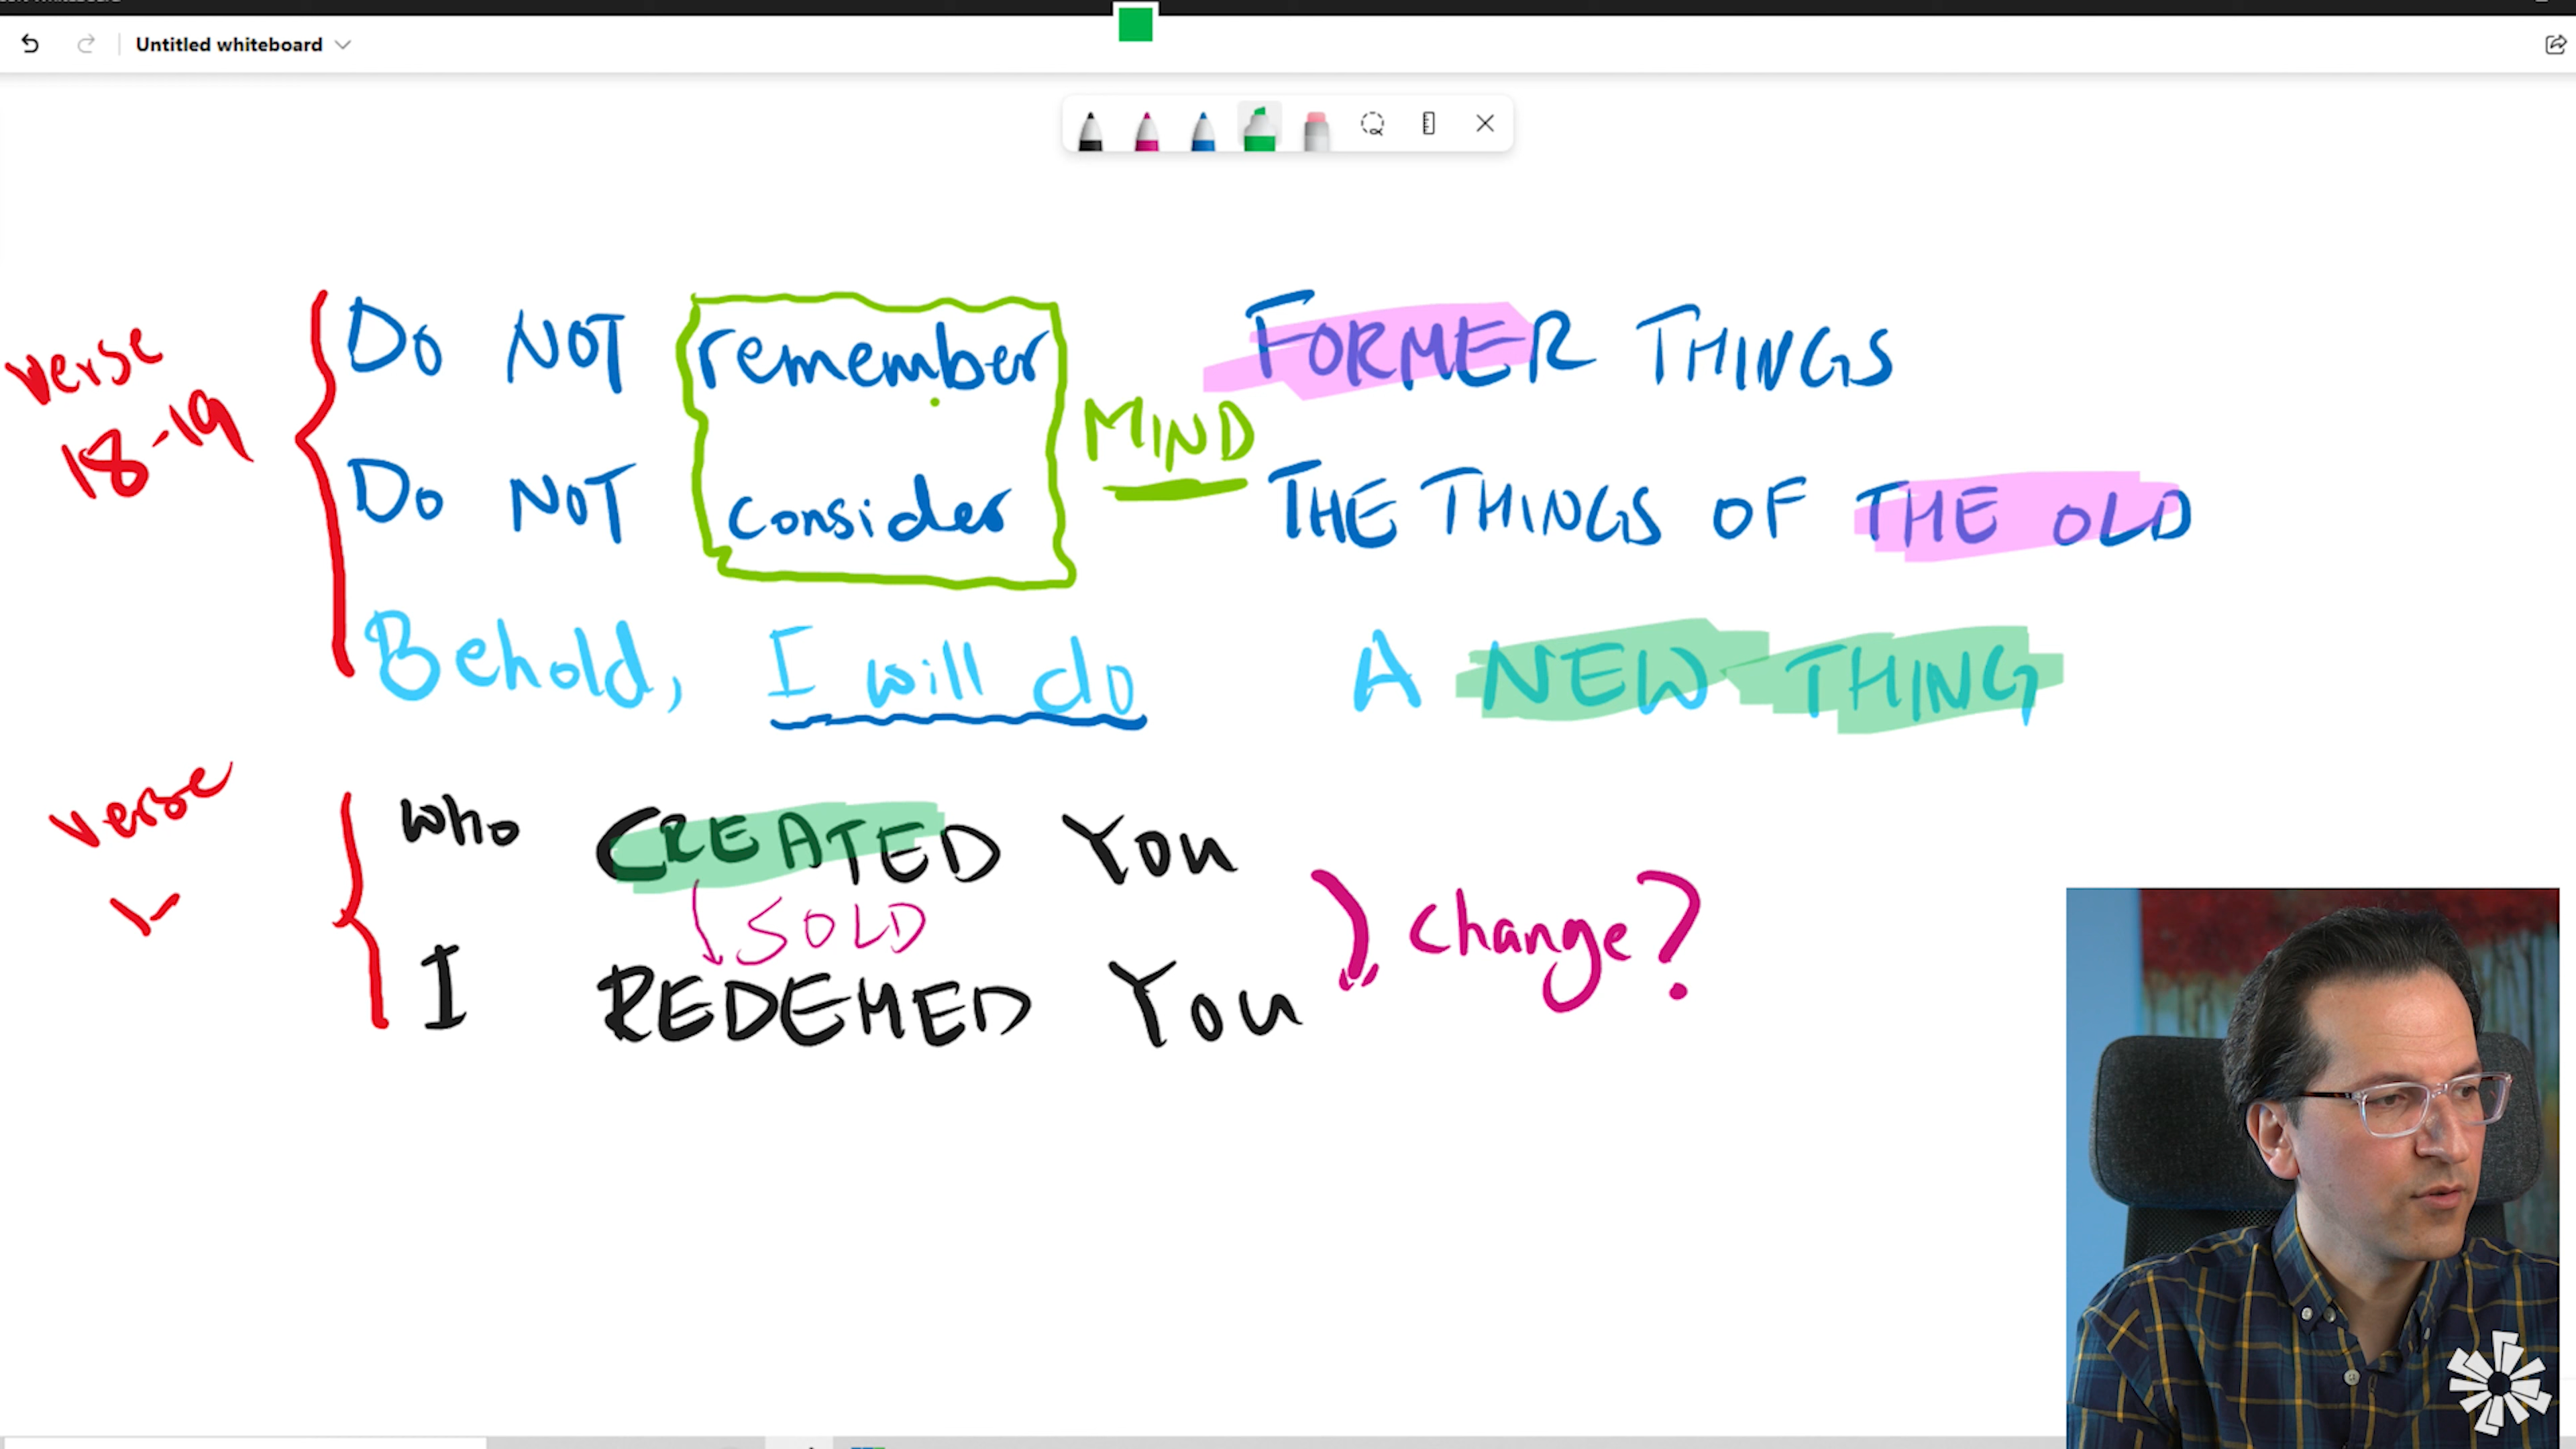 Untitled whiteboard
verse
18-19
Do NOT remember FORMER THINGS
MIND
Do NOT consider THE THINGS OF THE OLD
Behold, I will do A NEW THING
verse
who CREATED You
SOLD
change?
I REDEMED You